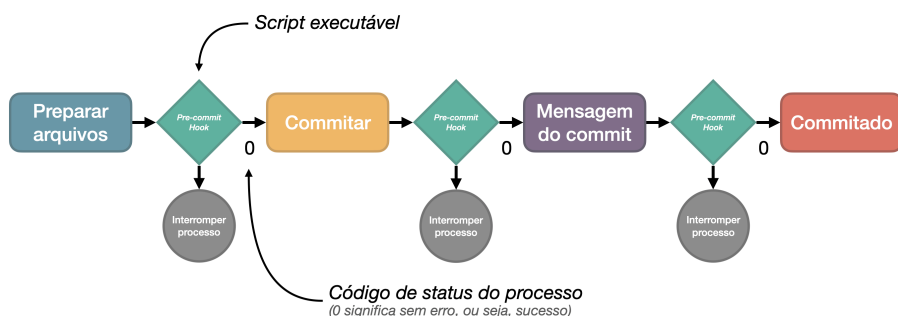 Script executável
Preparar
arquivos
Pre-commit
Hook
0
Commitar
Pre-commit
Hook
0
Mensagem
do commit
Pre-commit
Hook
0
Commitado
Interromper
processo
Interromper
processo
Interromper
processo
Código de status do processo
(0 significa sem erro, ou seja, sucesso)